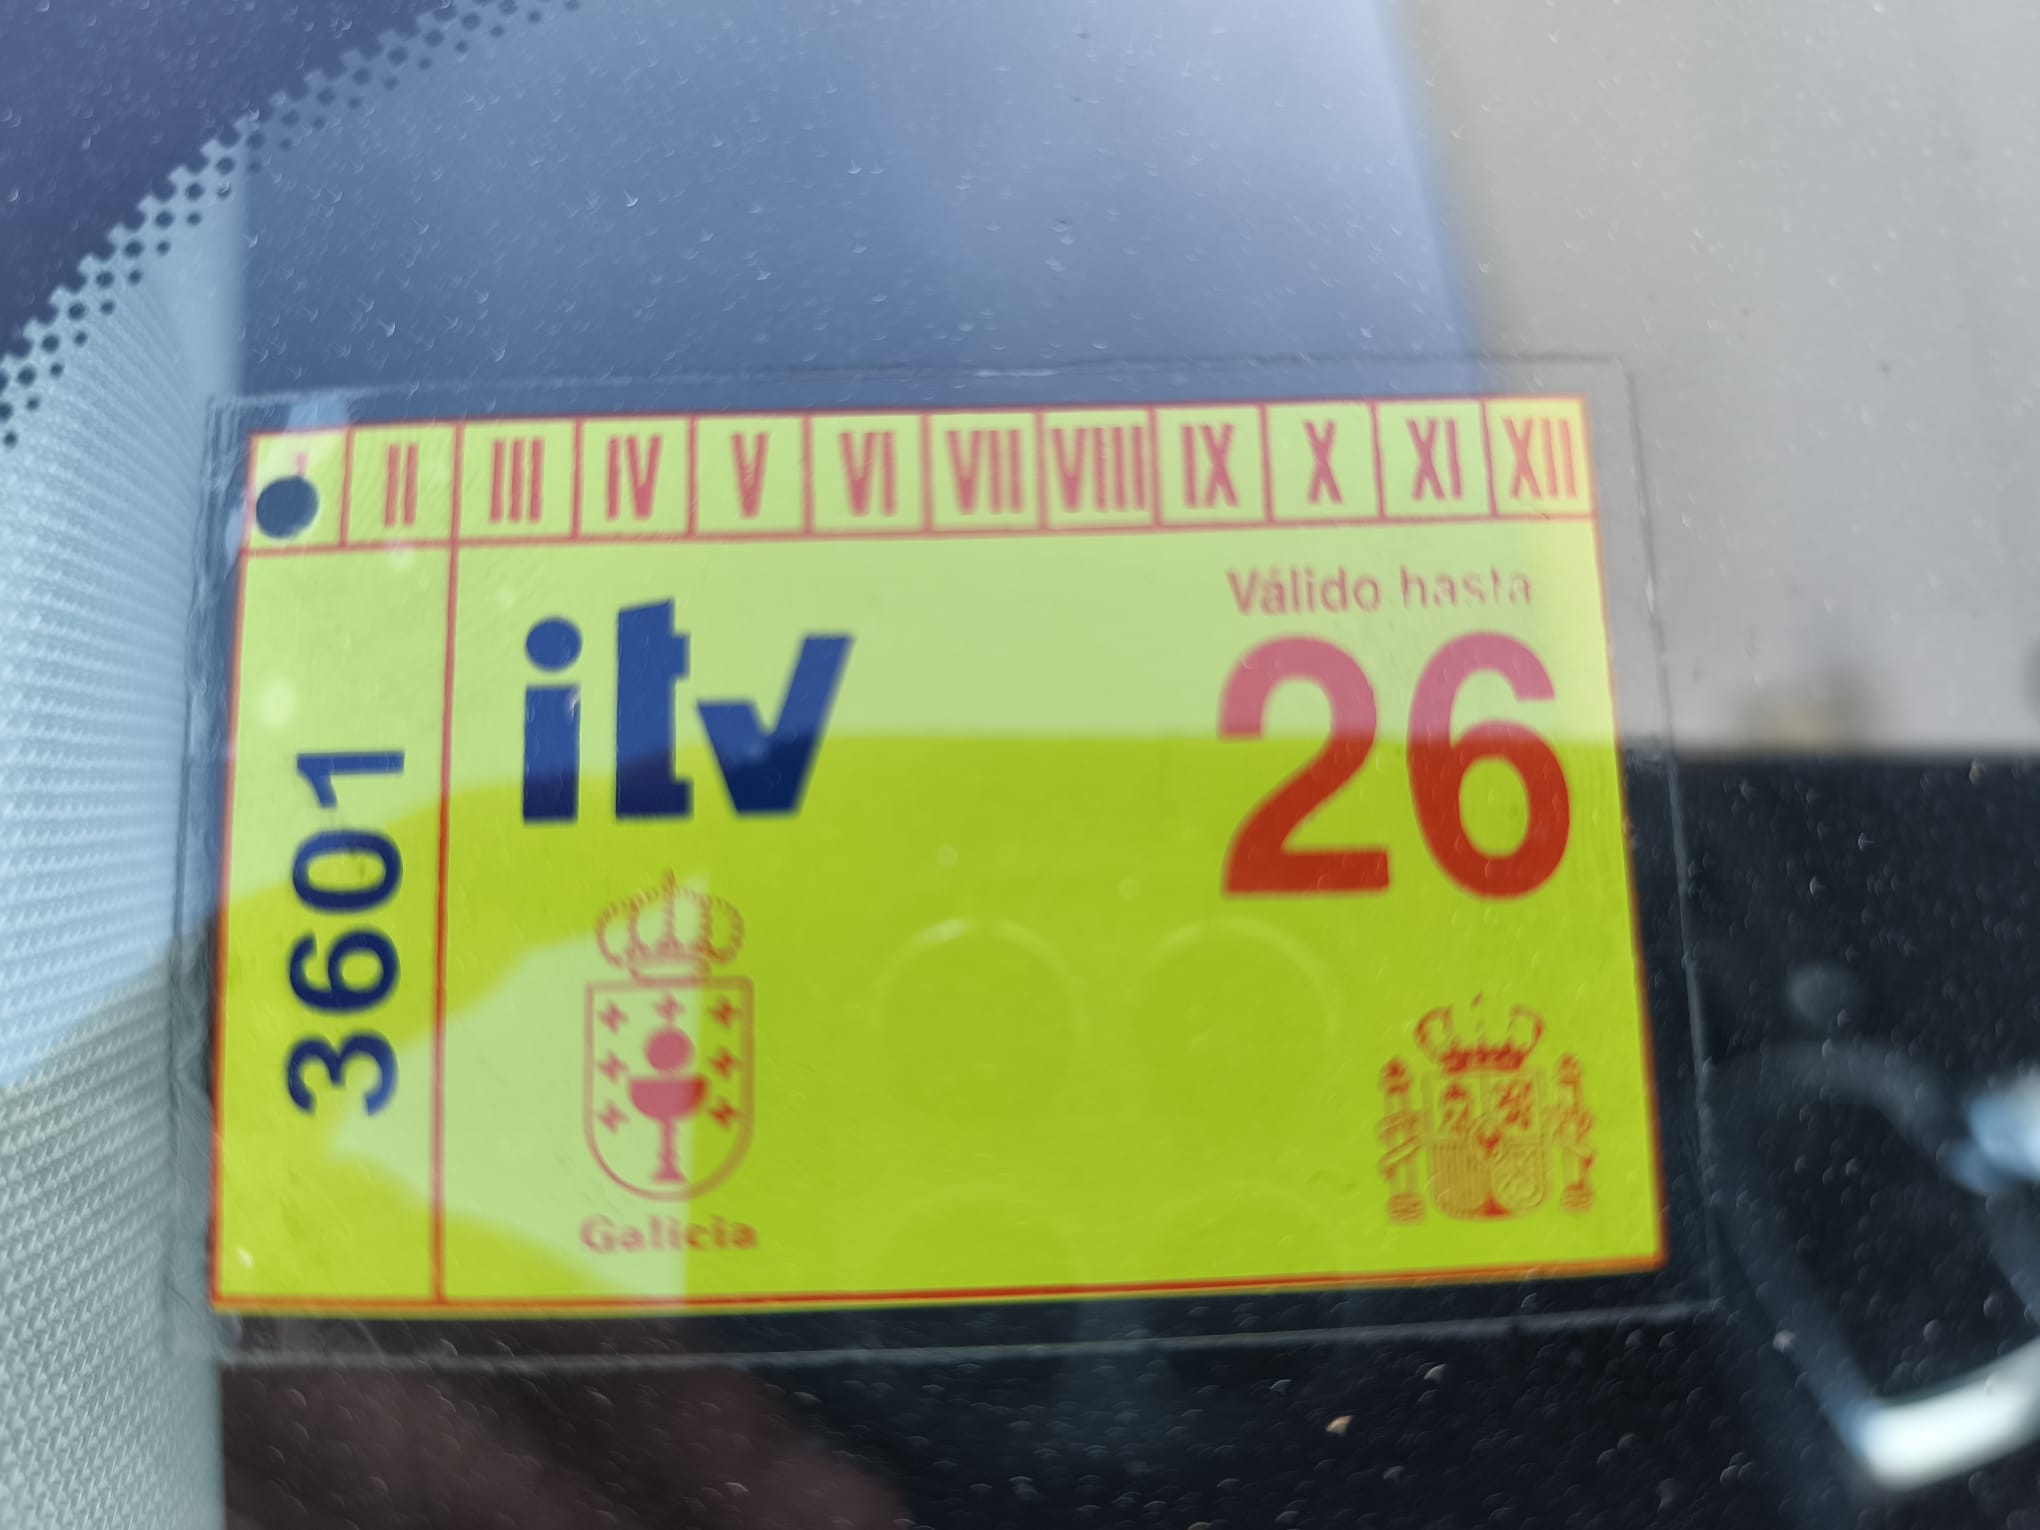 I II III IV V VI VII VIII IX X XI XII
Válido hasta
itv
26
3601
Galicia